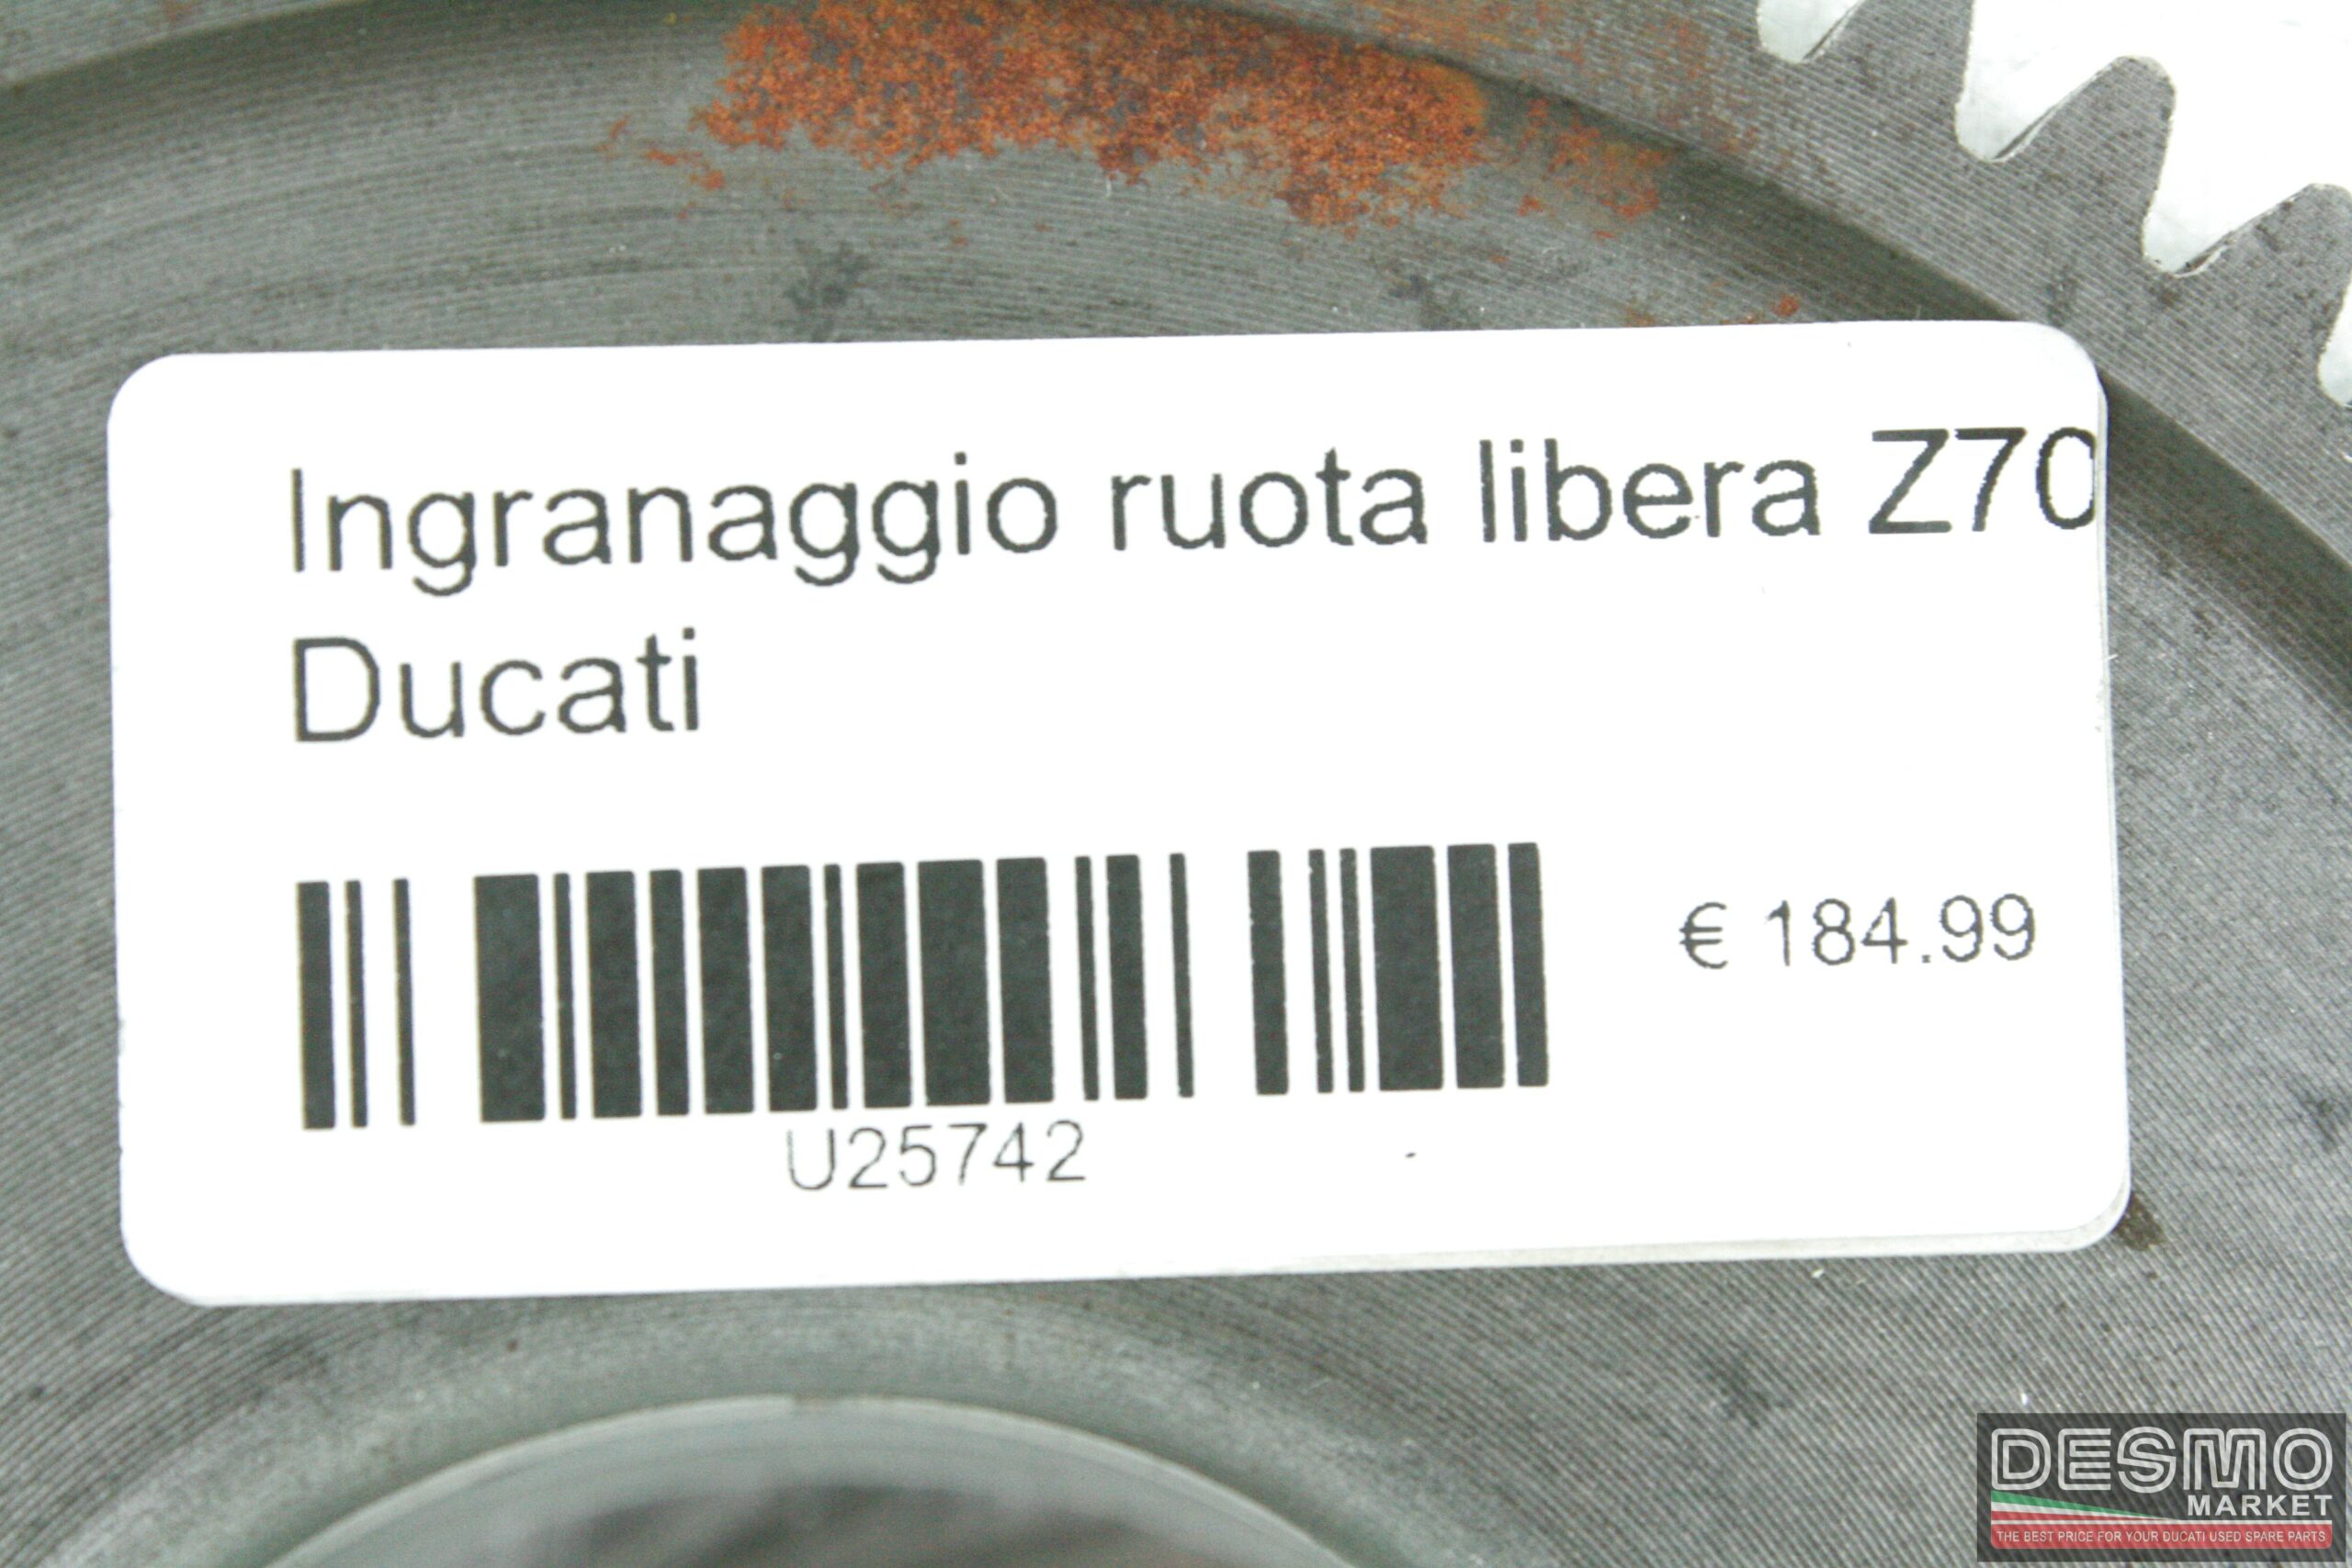 Ingranaggio ruota libera Z70
Ducati
€ 184.99
U25742
DESMO
MARKET
THE BEST PRICE FOR YOUR DUCATI USED SPARE PARTS